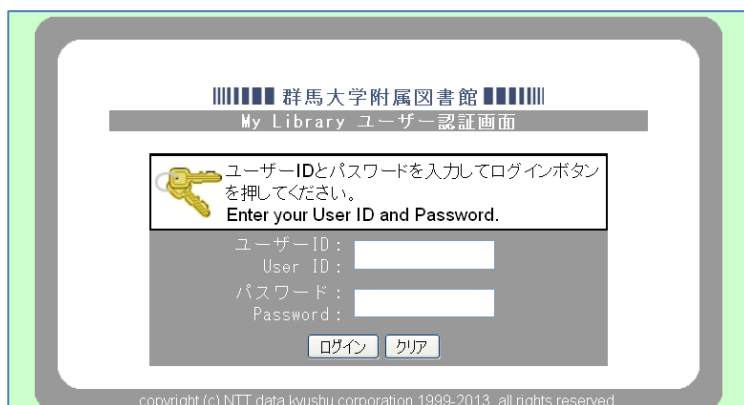 群馬大学附属図書館
My Library ユーザー認証画面
ユーザーIDとパスワードを入力してログインボタン
を押してください。
Enter your User ID and Password.
ユーザーID：
User ID：
パスワード：
Password：
ログイン クリア
copyright (c) NTT data kyushu corporation 1999-2013, all rights reserved